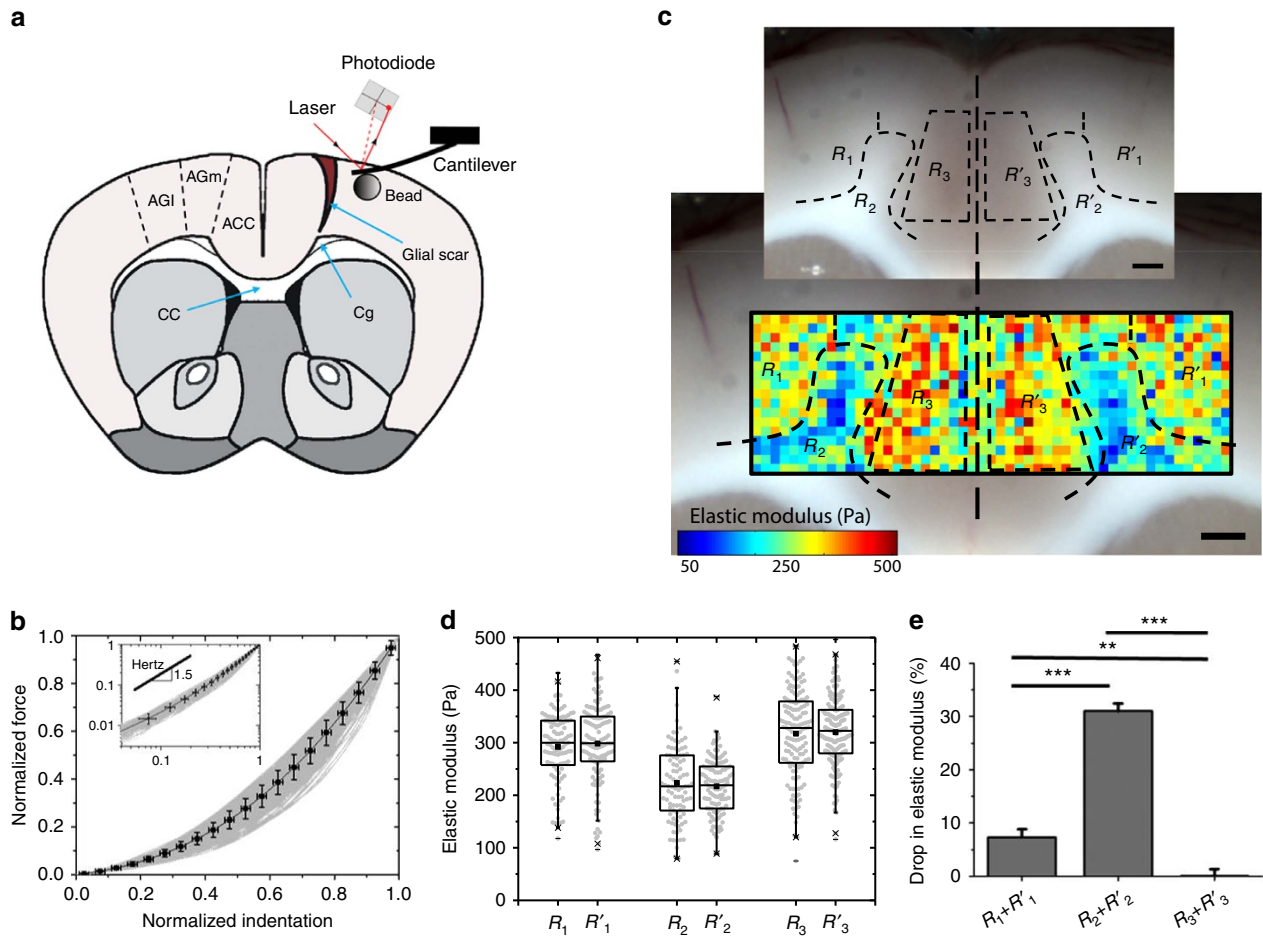 a
Photodiode
Laser
Cantilever
Bead
AGm
AGl
ACC
Glial scar
CC
Cg
c
R1
R3
R'3
R'1
R2
R'2
R1
R3
R'3
R'1
R2
R'2
Elastic modulus (Pa)
50 250 500
b
Normalized force
1.0
0.8
0.6
0.4
0.2
0.0
0.0 0.2 0.4 0.6 0.8 1.0
Normalized indentation
Hertz
1.5
1
0.1
0.01
0.1 1
d
Elastic modulus (Pa)
500
400
300
200
100
0
R1 R'1 R2 R'2 R3 R'3
e
Drop in elastic modulus (%)
40
30
20
10
0
***
**
***
R1+R'1 R2+R'2 R3+R'3